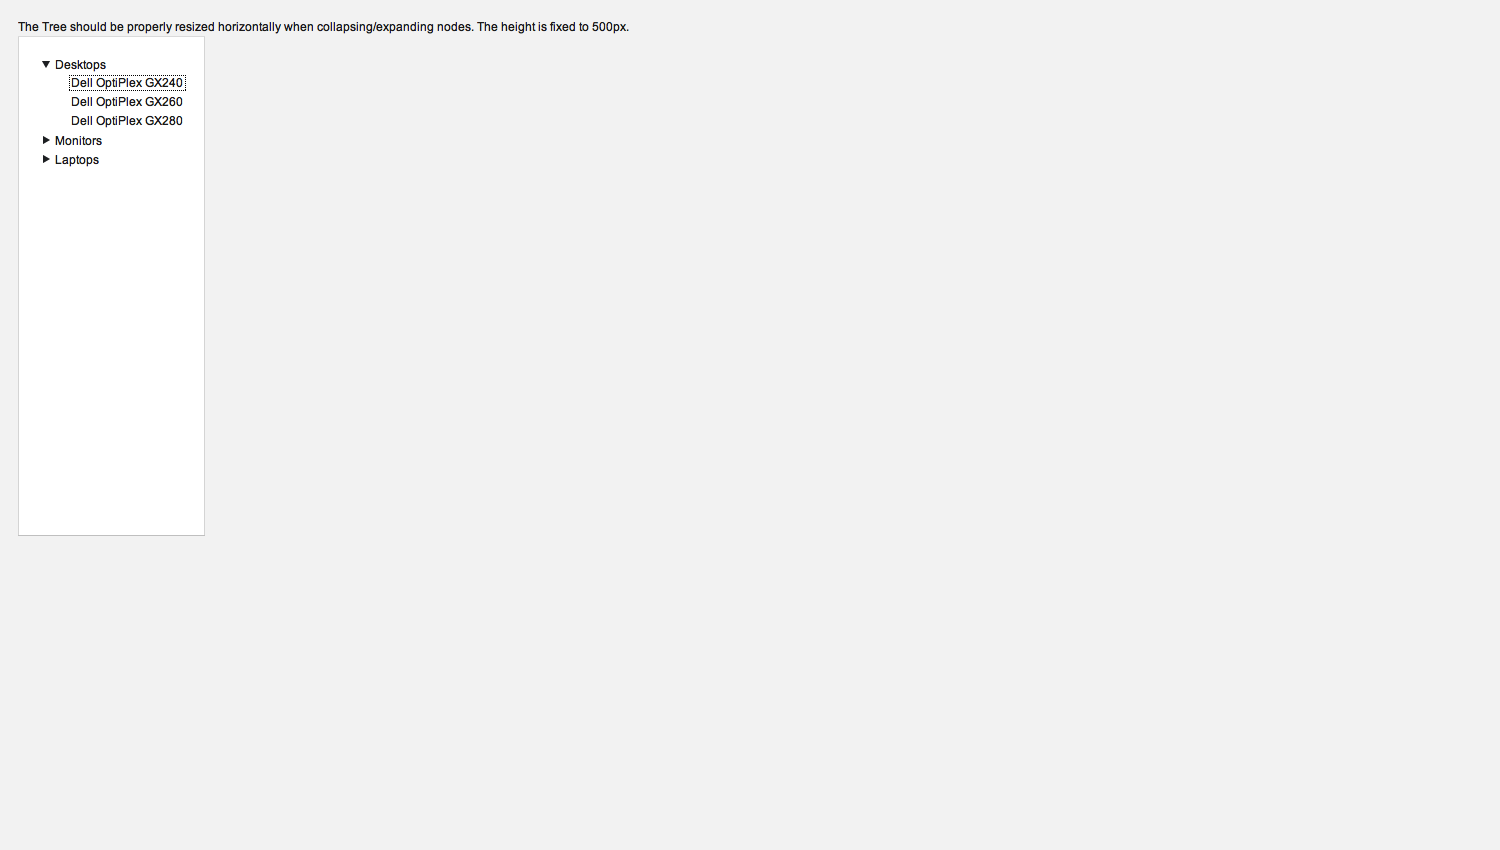 The Tree should be properly resized horizontally when collapsing/expanding nodes. The height is fixed to 500px.
Desktops
Dell OptiPlex GX240
Dell OptiPlex GX260
Dell OptiPlex GX280
Monitors
Laptops